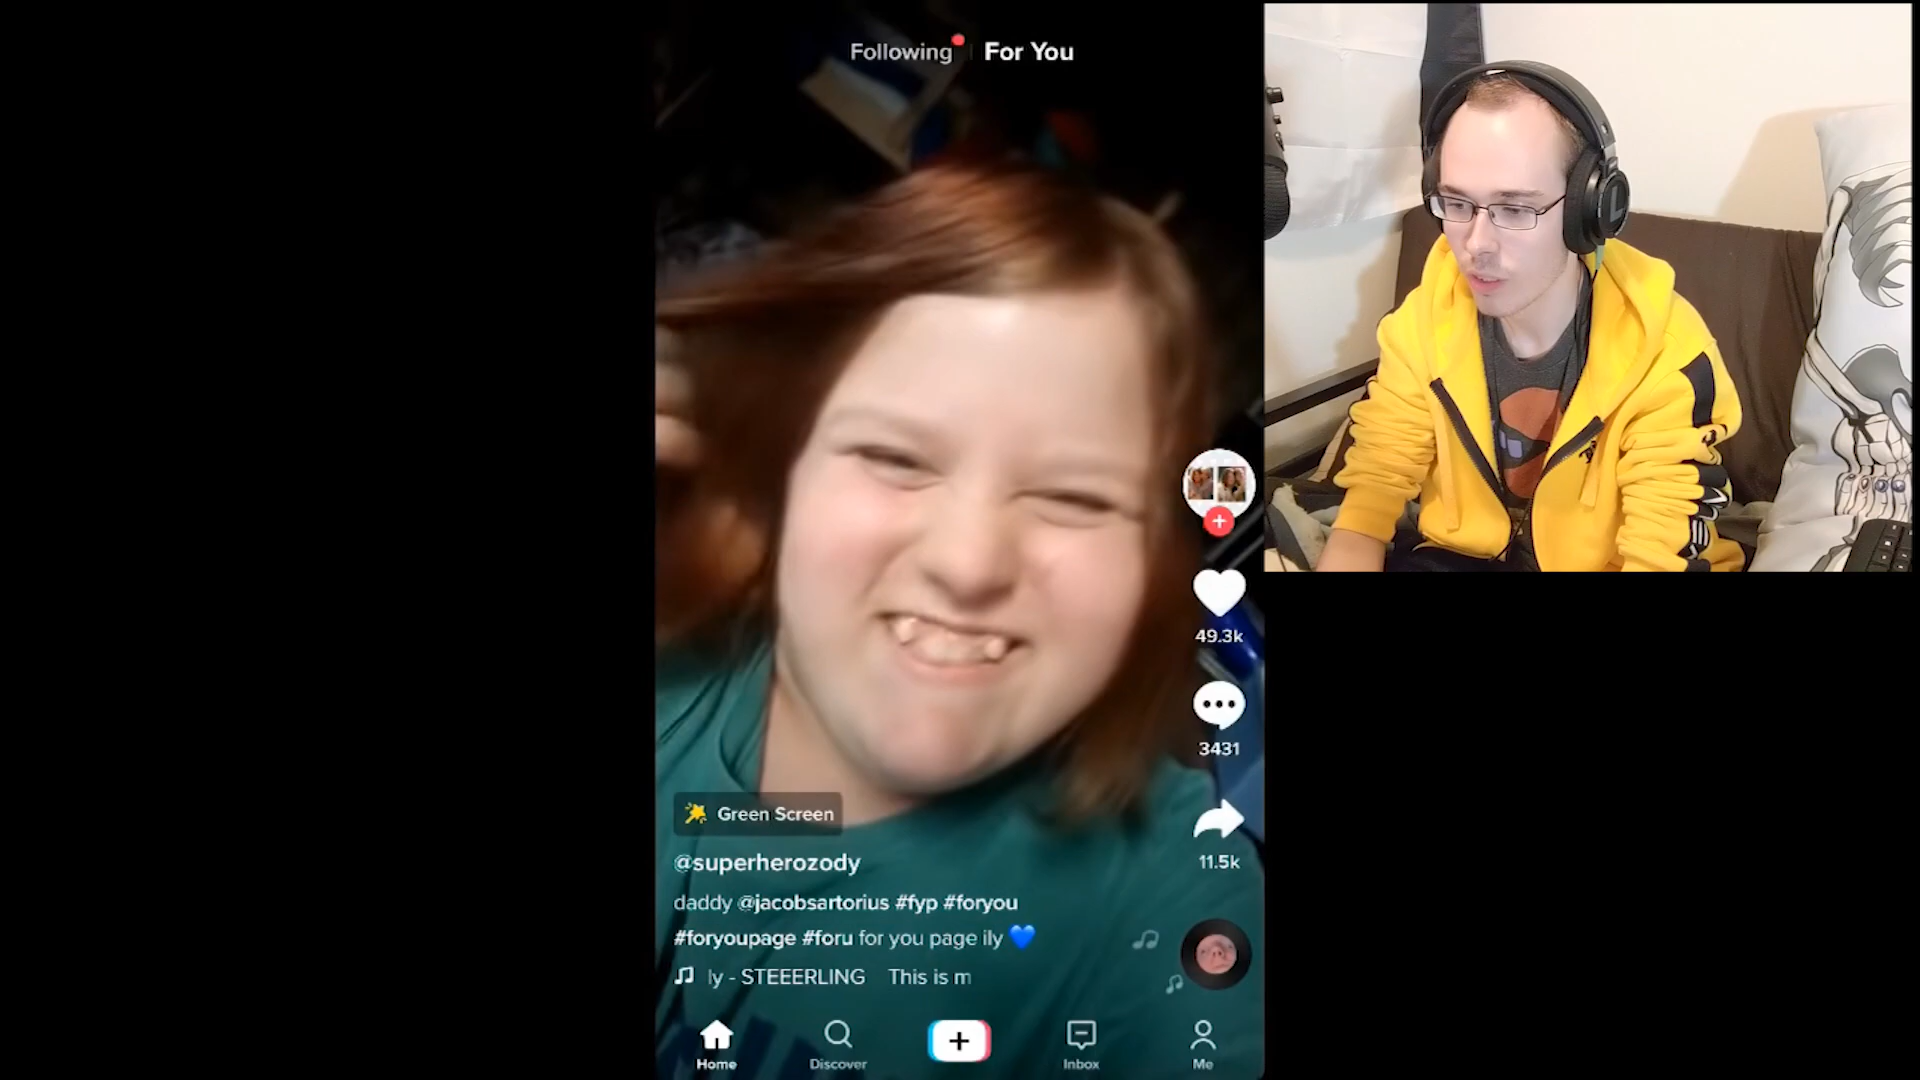 Following
For You
49.3k
3431
11.5k
Green Screen
@superherozody
daddy @jacobsartorius #fyp #foryou
#foryoupage #foru for you page ily 💙
ly - STEEERLING This is m
Home
Discover
Inbox
Me